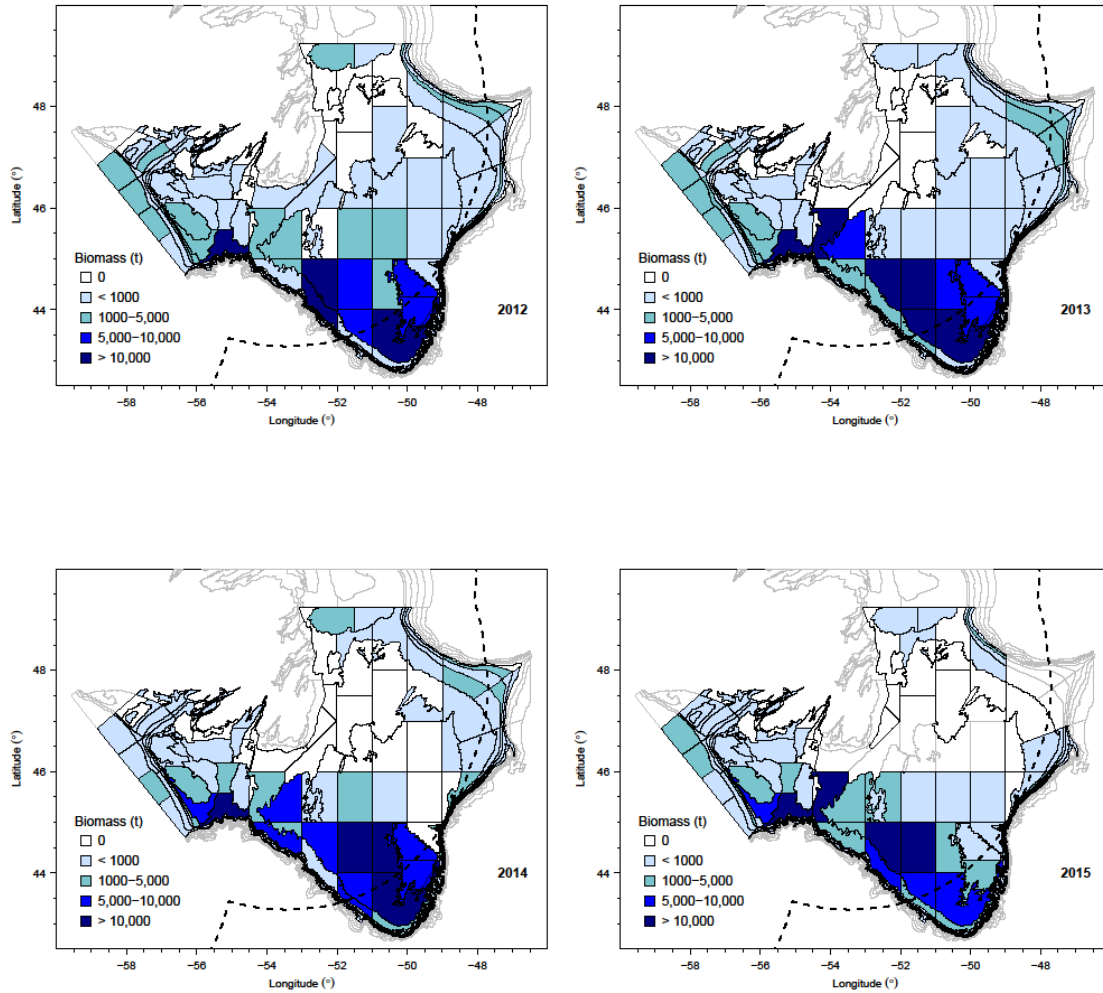 48
46
44
Latitude (°)
Biomass (t)
0
< 1000
1000−5,000
5,000−10,000
> 10,000
2012
−58 −56 −54 −52 −50 −48
Longitude (°)
48
46
44
Latitude (°)
Biomass (t)
0
< 1000
1000−5,000
5,000−10,000
> 10,000
2013
−58 −56 −54 −52 −50 −48
Longitude (°)
48
46
44
Latitude (°)
Biomass (t)
0
< 1000
1000−5,000
5,000−10,000
> 10,000
2014
−58 −56 −54 −52 −50 −48
Longitude (°)
48
46
44
Latitude (°)
Biomass (t)
0
< 1000
1000−5,000
5,000−10,000
> 10,000
2015
−58 −56 −54 −52 −50 −48
Longitude (°)